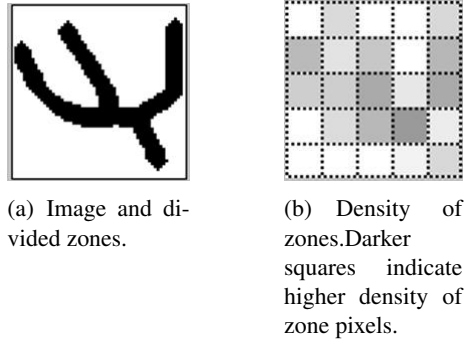 (a) Image and di-
vided zones.
(b) Density of
zones.Darker
squares indicate
higher density of
zone pixels.